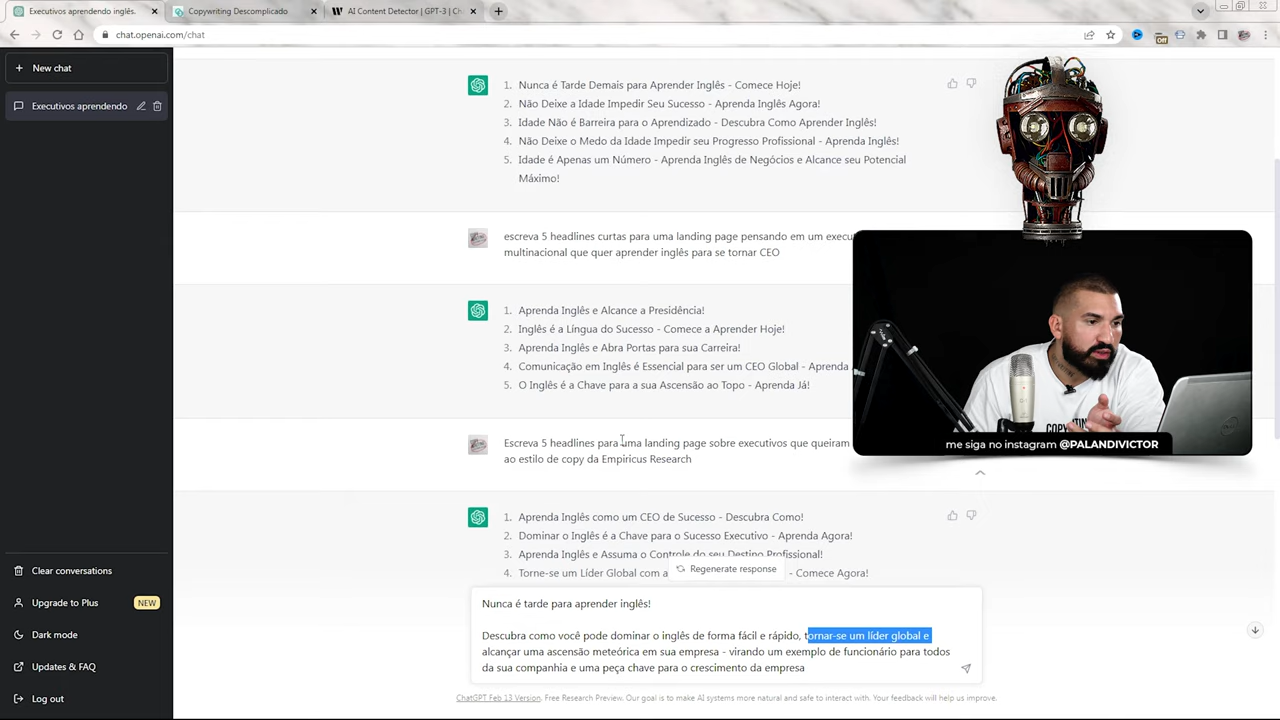 Executivos aprendendo inglês.
Copywriting Descomplicado
AI Content Detector | GPT-3 | Ch
chat.openai.com/chat
Off
New chat
Executivos aprendendo
1. Nunca é Tarde Demais para Aprender Inglês - Comece Hoje!
2. Não Deixe a Idade Impedir Seu Sucesso - Aprenda Inglês Agora!
3. Idade Não é Barreira para o Aprendizado - Descubra Como Aprender Inglês!
4. Não Deixe o Medo da Idade Impedir seu Progresso Profissional - Aprenda Inglês!
5. Idade é Apenas um Número - Aprenda Inglês de Negócios e Alcance seu Potencial
Máximo!
escreva 5 headlines curtas para uma landing page pensando em um execu
multinacional que quer aprender inglês para se tornar CEO
1. Aprenda Inglês e Alcance a Presidência!
2. Inglês é a Língua do Sucesso - Comece a Aprender Hoje!
3. Aprenda Inglês e Abra Portas para sua Carreira!
4. Comunicação em Inglês é Essencial para ser um CEO Global - Aprenda
5. O Inglês é a Chave para a sua Ascensão ao Topo - Aprenda Já!
me siga no instagram @PALANDIVICTOR
Escreva 5 headlines para uma landing page sobre executivos que queiram
ao estilo de copy da Empiricus Research
1. Aprenda Inglês como um CEO de Sucesso - Descubra Como!
2. Dominar o Inglês é a Chave para o Sucesso Executivo - Aprenda Agora!
3. Aprenda Inglês e Assuma o Controle do seu Destino Profissional!
4. Torne-se um Líder Global com a - Comece Agora!
Regenerate response
Nunca é tarde para aprender inglês!
Descubra como você pode dominar o inglês de forma fácil e rápido, tornar-se um líder global e
alcançar uma ascensão meteórica em sua empresa - virando um exemplo de funcionário para todos
da sua companhia e uma peça chave para o crescimento da empresa
ChatGPT Feb 13 Version. Free Research Preview. Our goal is to make AI systems more natural and safe to interact with. Your feedback will help us improve.
Clear conversations
Upgrade to Plus NEW
Dark mode
Updates & FAQ
Log out